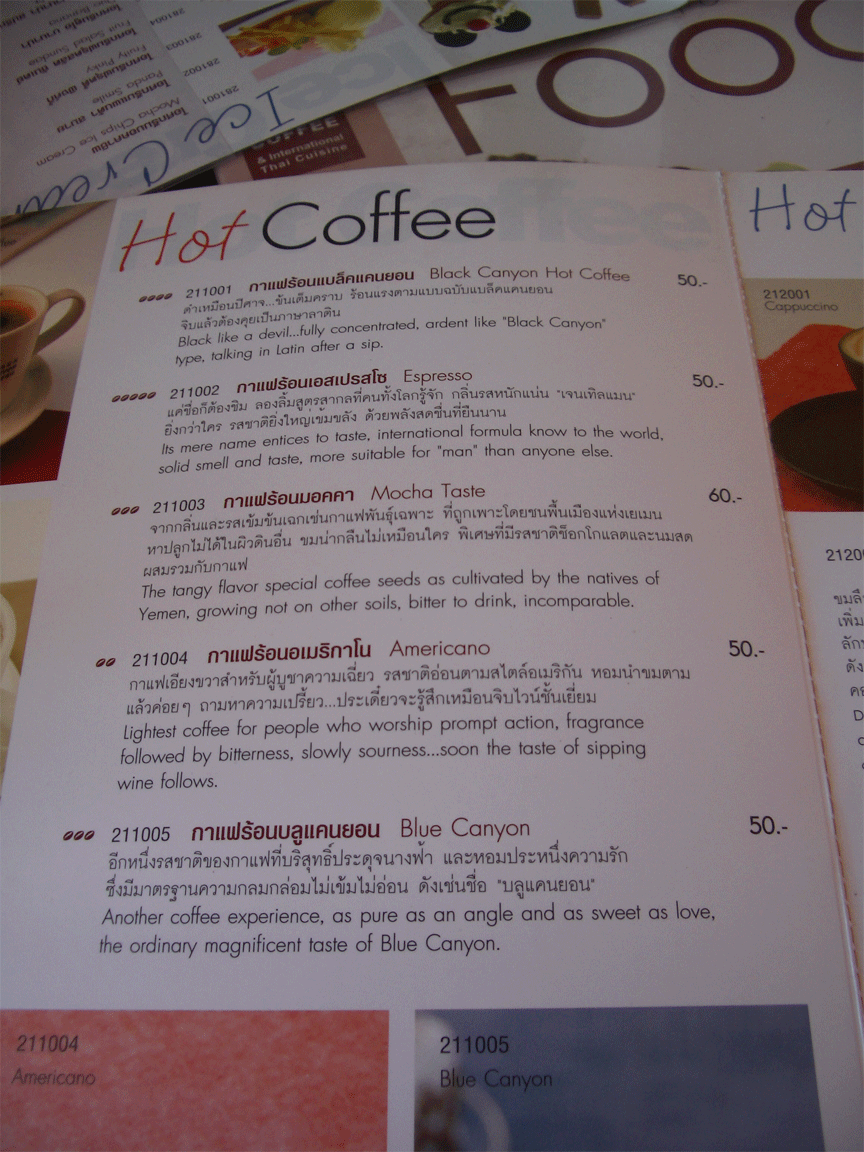 281004
281003
Fruit Salad Sundae
281002
Fruity Pinky
281001
Panda Smile
Mocha Chips Ice Cream
Ice Cream
FOOD
COFFEE
& International
Thai Cuisine
Hot Coffee
211001 กาแฟร้อนแบล็คแคนยอน Black Canyon Hot Coffee 50.-
ดำเหมือนปีศาจ...ข้นเต็มคราบ ร้อนแรงตามแบบฉบับแบล็คแคนยอน
จิบแล้วต้องคุยเป็นภาษาลาติน
Black like a devil...fully concentrated, ardent like "Black Canyon"
type, talking in Latin after a sip.
211002 กาแฟร้อนเอสเปรสโซ Espresso 50.-
แค่ชื่อก็ต้องชิม ลองลิ้มสูตรสากลที่คนทั้งโลกรู้จัก กลิ่นรสหนักแน่น "เจนเทิลแมน"
ยิ่งกว่าใคร รสชาติยิ่งใหญ่เข้มขลัง ด้วยพลังสดชื่นที่ยืนนาน
Its mere name entices to taste, international formula know to the world,
solid smell and taste, more suitable for "man" than anyone else.
211003 กาแฟร้อนมอคคา Mocha Taste 60.-
จากกลิ่นและรสเข้มข้นเฉกเช่นกาแฟพันธุ์เฉพาะ ที่ถูกเพาะโดยชนพื้นเมืองแห่งเยเมน
หาปลูกไม่ได้ในผิวดินอื่น ขมน่ากลืนไม่เหมือนใคร พิเศษที่มีรสชาติช็อกโกแลตและนมสด
ผสมรวมกับกาแฟ
The tangy flavor special coffee seeds as cultivated by the natives of
Yemen, growing not on other soils, bitter to drink, incomparable.
211004 กาแฟร้อนอเมริกาโน Americano 50.-
กาแฟเอียงขวาสำหรับผู้บูชาความเฉี่ยว รสชาติอ่อนตามสไตล์อเมริกัน หอมนำขมตาม
แล้วค่อยๆ ถามหาความเปรี้ยว...ประเดี๋ยวจะรู้สึกเหมือนจิบไวน์ชั้นเยี่ยม
Lightest coffee for people who worship prompt action, fragrance
followed by bitterness, slowly sourness...soon the taste of sipping
wine follows.
211005 กาแฟร้อนบลูแคนยอน Blue Canyon 50.-
อีกหนึ่งรสชาติของกาแฟที่บริสุทธิ์ประดุจนางฟ้า และหอมประหนึ่งความรัก
ซึ่งมีมาตรฐานความกลมกล่อมไม่เข้มไม่อ่อน ดังเช่นชื่อ "บลูแคนยอน"
Another coffee experience, as pure as an angle and as sweet as love,
the ordinary magnificent taste of Blue Canyon.
211004
Americano
211005
Blue Canyon
Hot
212001
Cappuccino